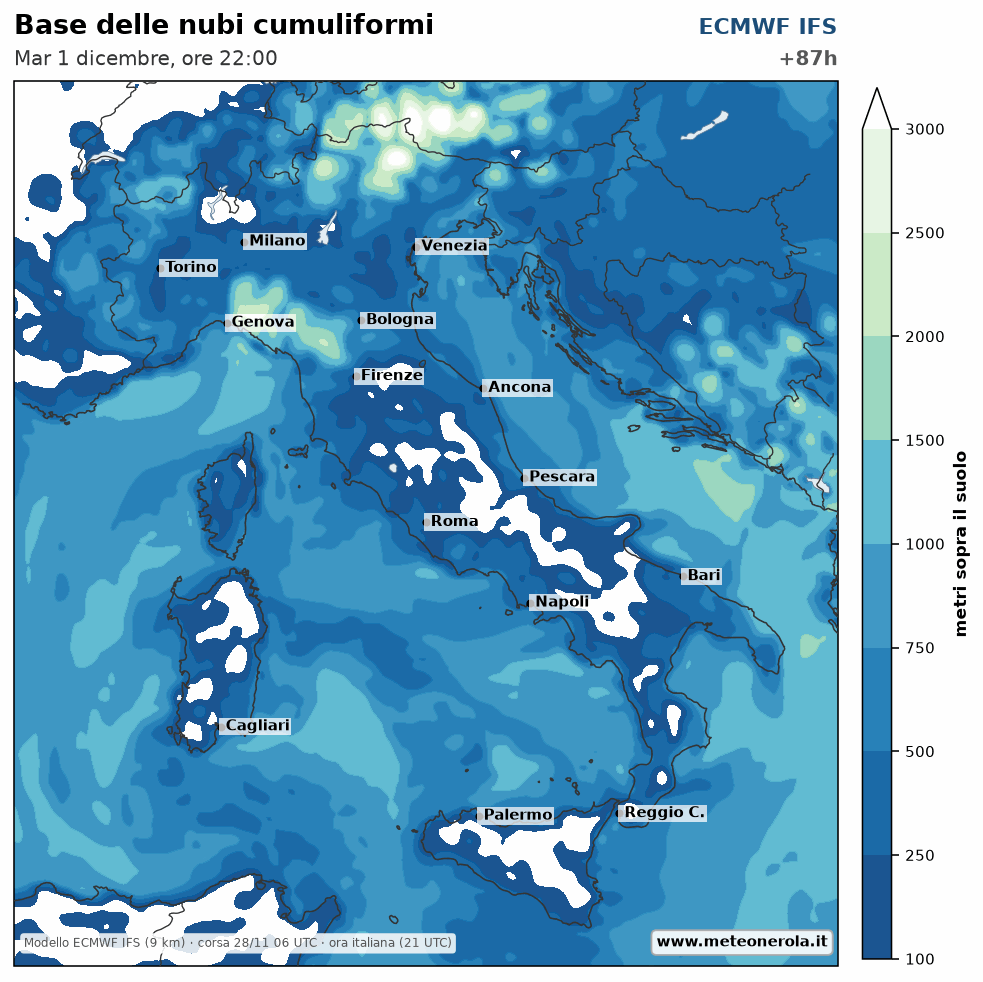 Base delle nubi cumuliformi
ECMWF IFS
Mar 1 dicembre, ore 22:00
+87h
Milano
Venezia
Torino
Genova
Bologna
Firenze
Ancona
Pescara
Roma
Bari
Napoli
Cagliari
Palermo
Reggio C.
3000
2500
2000
1500
1000
750
500
250
100
metri sopra il suolo
Modello ECMWF IFS (9 km) · corsa 28/11 06 UTC · ora italiana (21 UTC)
www.meteonerola.it